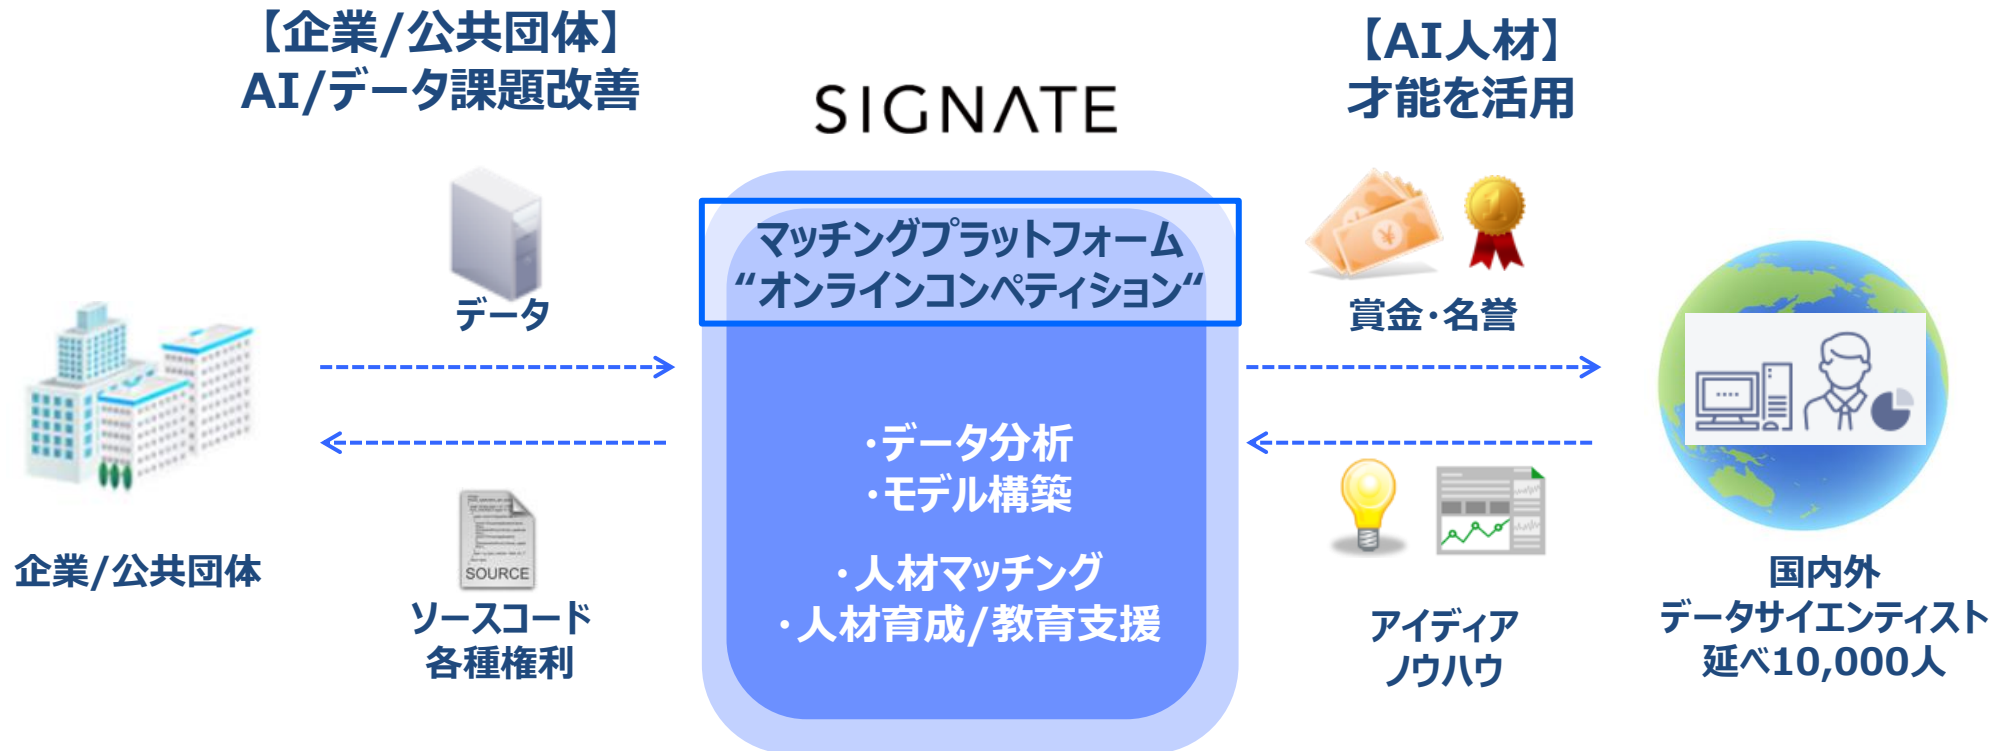 【企業/公共団体】
AI/データ課題改善
SIGNATE
【AI人材】
才能を活用
データ
マッチングプラットフォーム
“オンラインコンペティション“
賞金・名誉
・データ分析
・モデル構築
・人材マッチング
・人材育成/教育支援
企業/公共団体
SOURCE
ソースコード
各種権利
アイディア
ノウハウ
国内外
データサイエンティスト
延べ10,000人